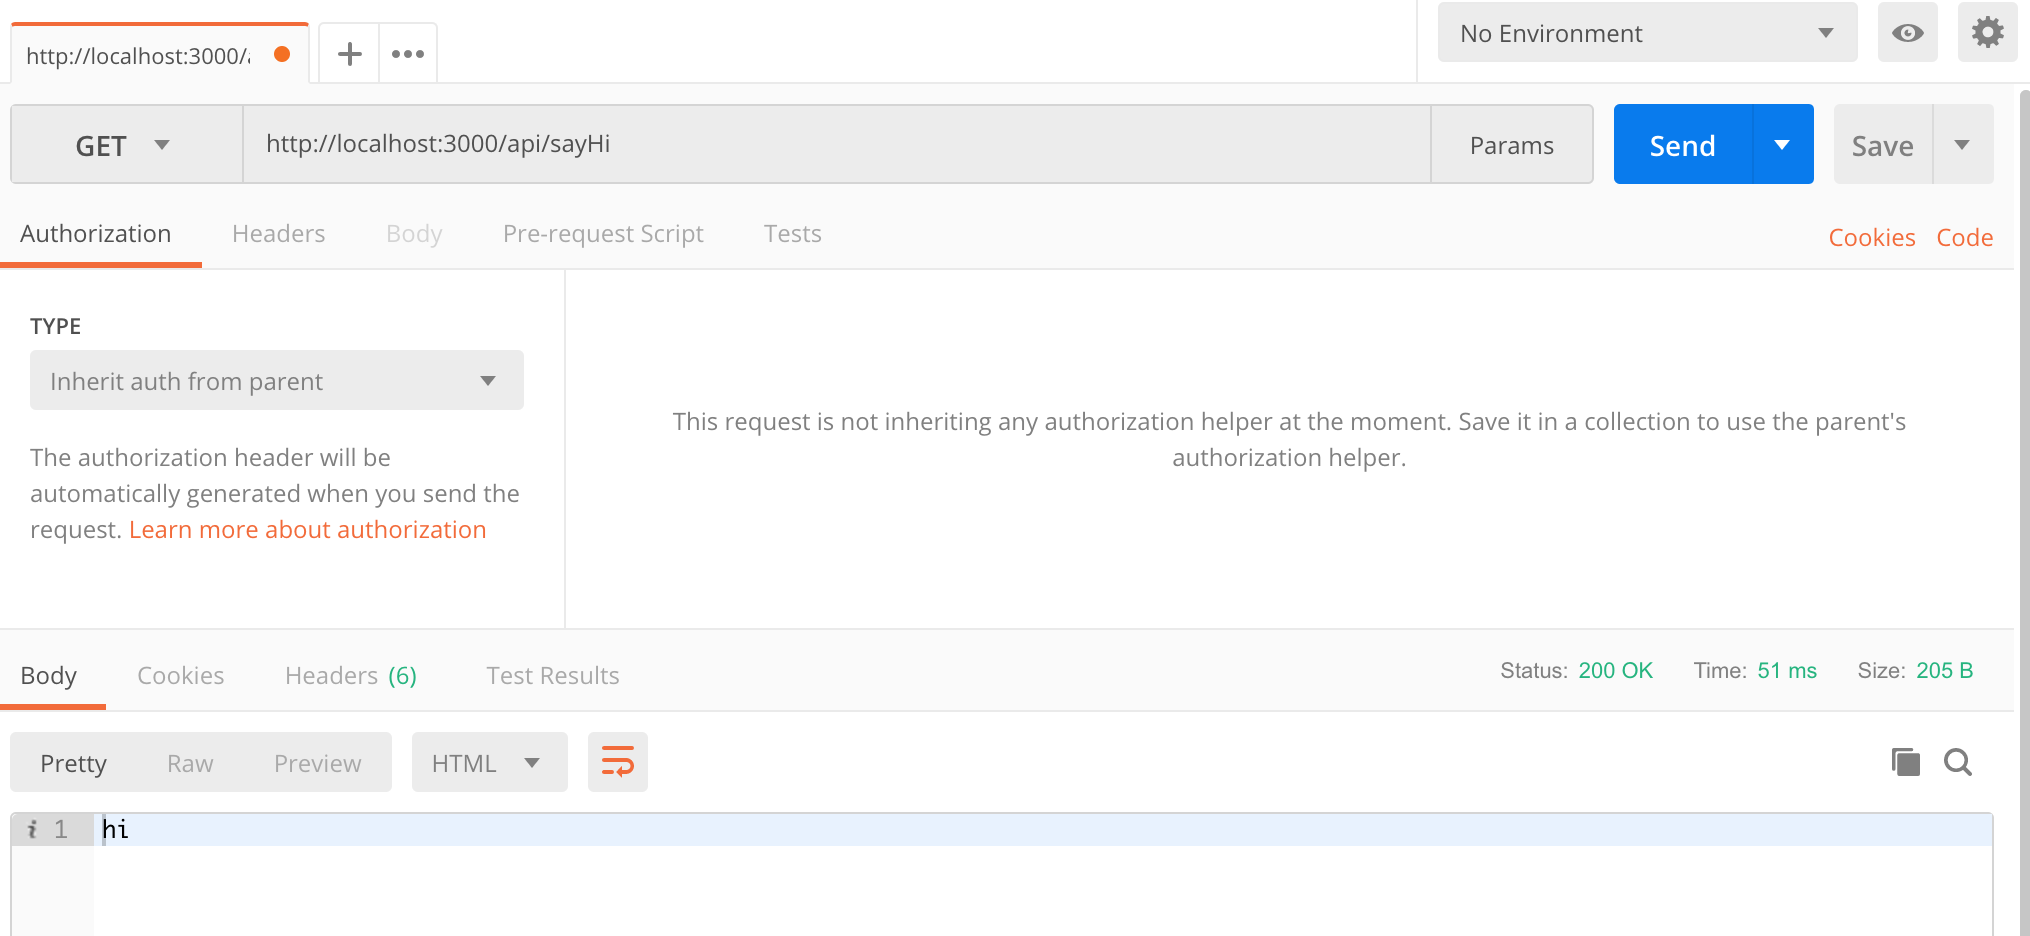 http://localhost:3000/
No Environment
GET
http://localhost:3000/api/sayHi
Params
Send
Save
Authorization
Headers
Body
Pre-request Script
Tests
Cookies
Code
TYPE
Inherit auth from parent
The authorization header will be
automatically generated when you send the
request. Learn more about authorization
This request is not inheriting any authorization helper at the moment. Save it in a collection to use the parent's
authorization helper.
Body
Cookies
Headers (6)
Test Results
Status: 200 OK
Time: 51 ms
Size: 205 B
Pretty
Raw
Preview
HTML
i 1
hi